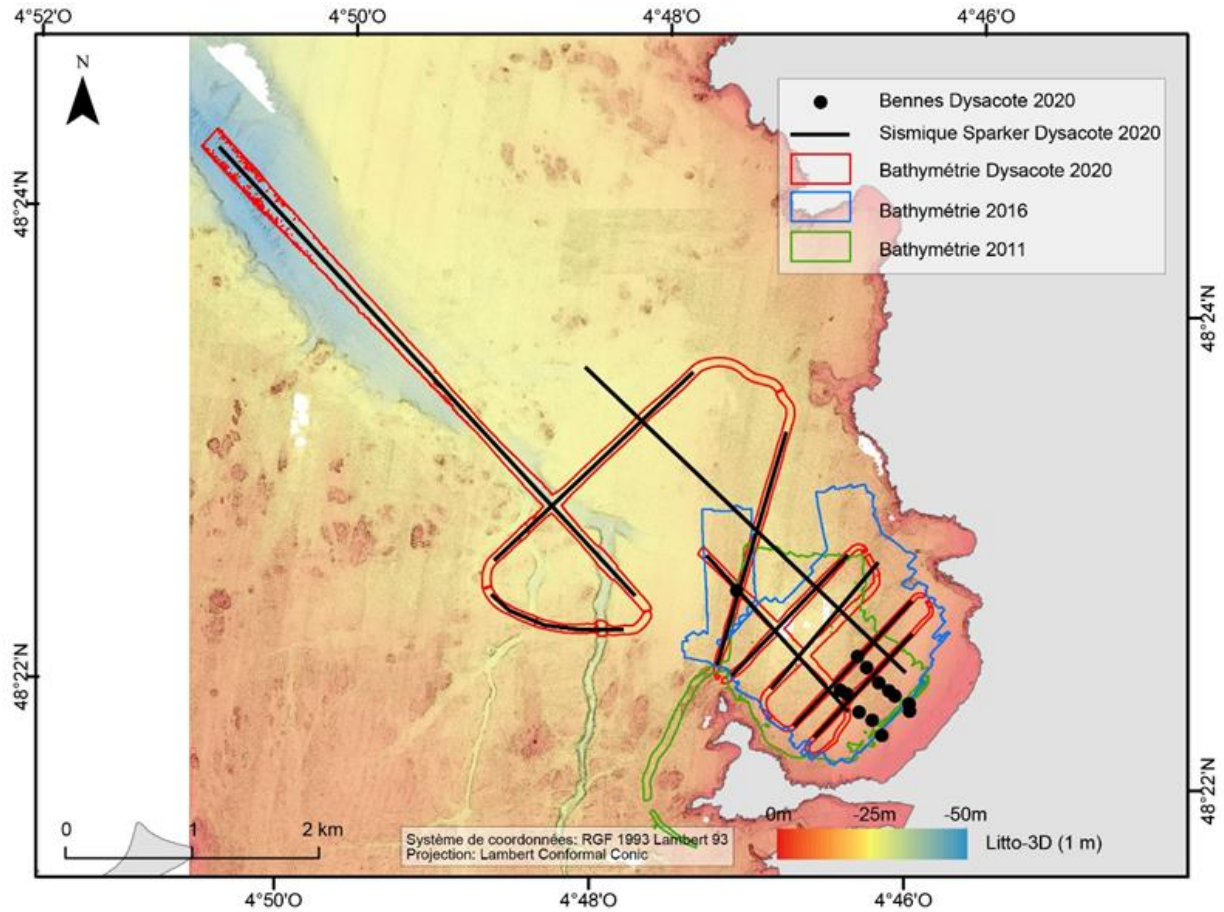 4°52'O 4°50'O 4°48'O 4°46'O
N
Bennes Dysacote 2020
Sismique Sparker Dysacote 2020
Bathymétrie Dysacote 2020
Bathymétrie 2016
Bathymétrie 2011
48°24'N
48°24'N
48°22'N
48°22'N
0 1 2 km
Système de coordonnées: RGF 1993 Lambert 93
Projection: Lambert Conformal Conic
0m -25m -50m
Litto-3D (1 m)
4°50'O 4°48'O 4°46'O